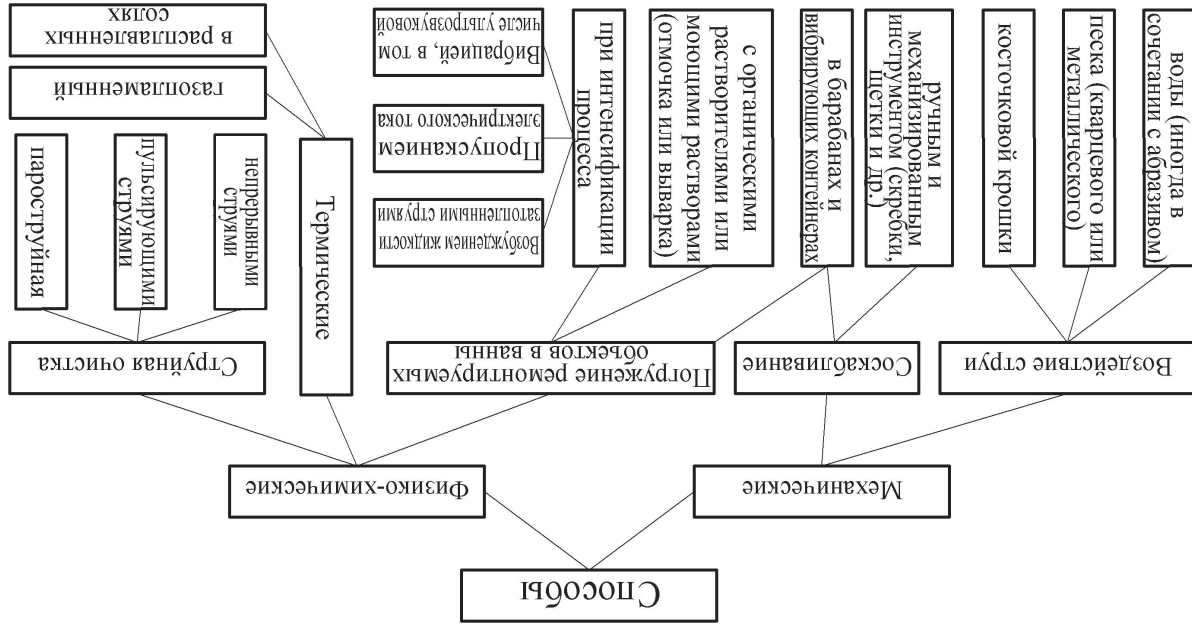 Способы
Механические
Физико-химические
Воздействие струи
Соскабливание
Погружение ремонтируемых
объектов в ванны
Термические
Струйная очистка
воды (иногда в
сочетании с абразивом)
песка (кварцевого или
металлического)
косточковой крошки
ручным и
механизированным
инструментом (скребки,
щетки и др.)
в барабанах и
вибрирующих контейнерах
с органическими
растворителями или
моющими растворами
(отмочка или выварка)
при интенсификации
процесса
Возбуждением жидкости
затопленными струями
Пропусканием
электрического тока
Вибрацией, в том
числе ультрозвуковой
непрерывными
струями
пульсирующими
струями
пароструйная
газопламенный
в расплавленных
солях